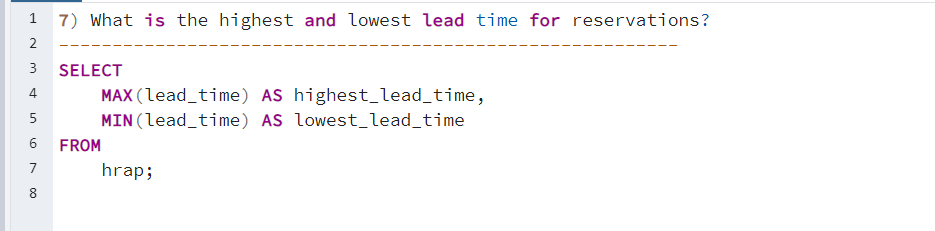 1 7) What is the highest and lowest lead time for reservations?
2 ----------------------------------------------------------
3 SELECT
4 MAX(lead_time) AS highest_lead_time,
5 MIN(lead_time) AS lowest_lead_time
6 FROM
7 hrap;
8